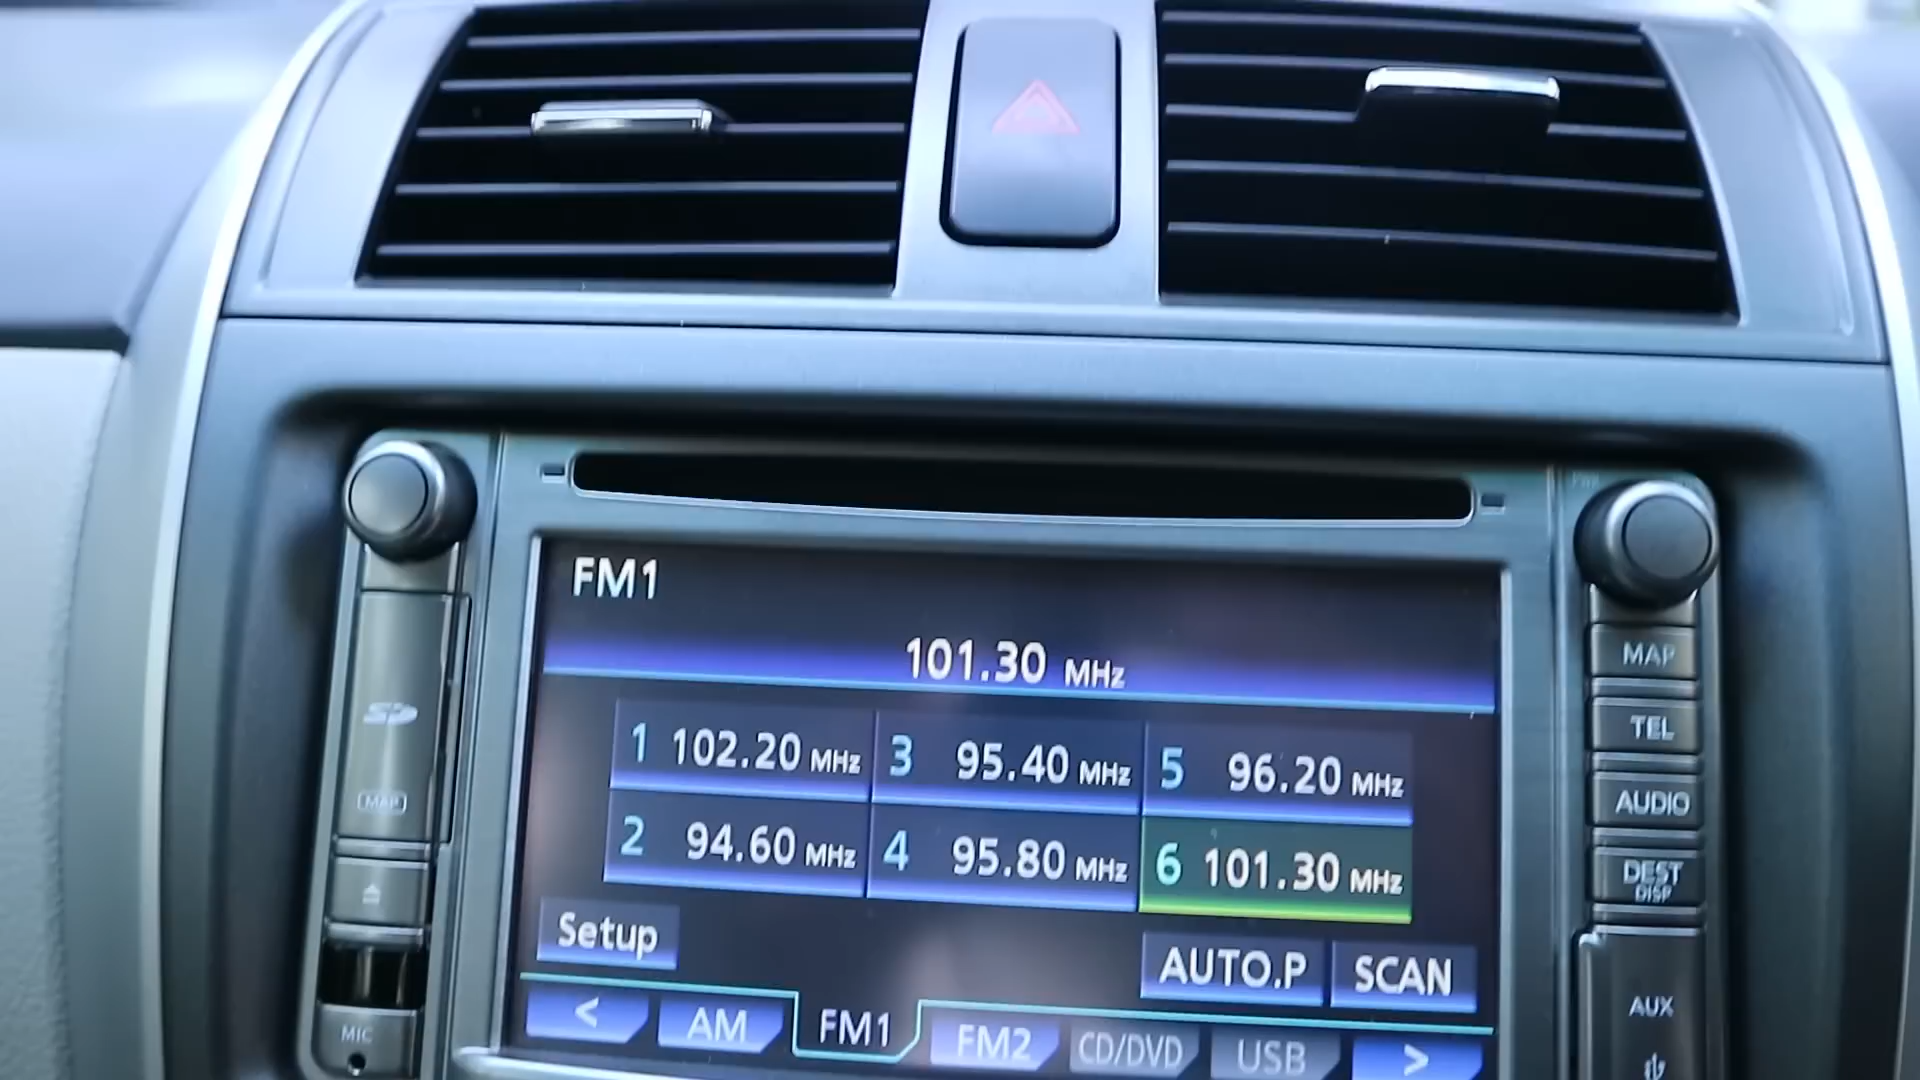 FM1
101.30 MHz
1 102.20 MHz
3 95.40 MHz
5 96.20 MHz
2 94.60 MHz
4 95.80 MHz
6 101.30 MHz
Setup
AUTO.P
SCAN
<
AM
FM1
FM2
CD/DVD
USB
>
SD
MAP
MIC
MAP
TEL
AUDIO
DEST
DISP
AUX